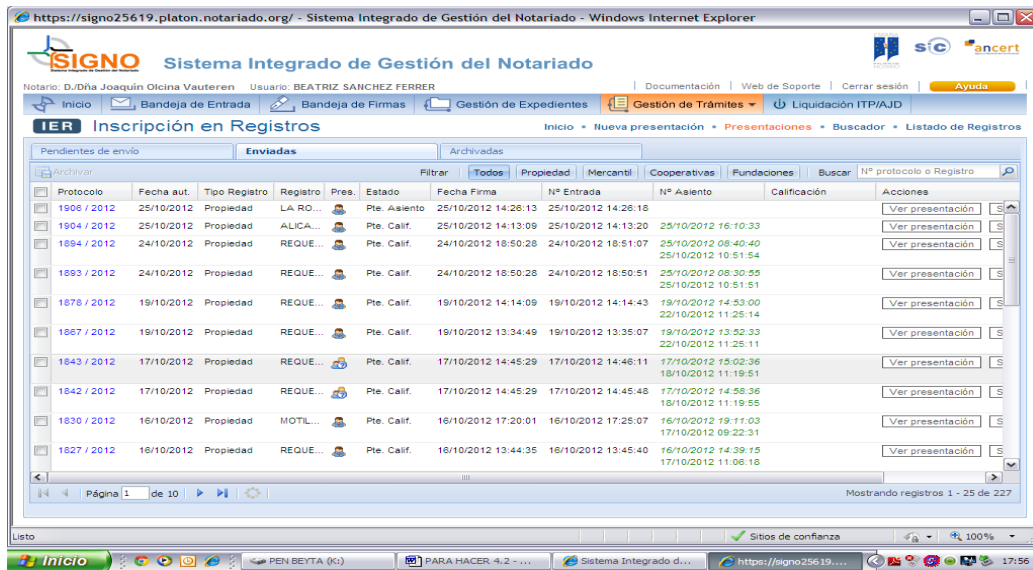 https://signo25619.platon.notariado.org/ - Sistema Integrado de Gestión del Notariado - Windows Internet Explorer
SIGNO Sistema Integrado de Gestión del Notariado sic ancert
Notario: D./Dña Joaquín Olcina Vauteren Usuario: BEATRIZ SANCHEZ FERRER Documentación Web de Soporte Cerrar sesión Ayuda
Inicio Bandeja de Entrada Bandeja de Firmas Gestión de Expedientes Gestión de Trámites Liquidación ITP/AJD
IER Inscripción en Registros Inicio • Nueva presentación • Presentaciones • Buscador • Listado de Registros
Pendientes de envío Enviadas Archivadas
Archivar Filtrar Todos Propiedad Mercantil Cooperativas Fundaciones Buscar Nº protocolo o Registro
Protocolo Fecha aut. Tipo Registro Registro Pres. Estado Fecha Firma Nº Entrada Nº Asiento Calificación Acciones
1906 / 2012 25/10/2012 Propiedad LA RO... Pte. Asiento 25/10/2012 14:26:13 25/10/2012 14:26:18 Ver presentación S
1904 / 2012 25/10/2012 Propiedad ALICA... Pte. Calif. 25/10/2012 14:13:09 25/10/2012 14:13:20 25/10/2012 16:10:33 Ver presentación S
1894 / 2012 24/10/2012 Propiedad REQUE... Pte. Calif. 24/10/2012 18:50:28 24/10/2012 18:51:07 25/10/2012 08:40:40 Ver presentación S
25/10/2012 10:51:54
1893 / 2012 24/10/2012 Propiedad REQUE... Pte. Calif. 24/10/2012 18:50:28 24/10/2012 18:50:51 25/10/2012 08:30:55 Ver presentación S
25/10/2012 10:51:51
1878 / 2012 19/10/2012 Propiedad REQUE... Pte. Calif. 19/10/2012 14:14:09 19/10/2012 14:14:43 19/10/2012 14:53:00 Ver presentación S
22/10/2012 11:25:14
1867 / 2012 19/10/2012 Propiedad REQUE... Pte. Calif. 19/10/2012 13:34:49 19/10/2012 13:35:07 19/10/2012 13:52:33 Ver presentación S
22/10/2012 11:25:11
1843 / 2012 17/10/2012 Propiedad REQUE... Pte. Calif. 17/10/2012 14:45:29 17/10/2012 14:46:11 17/10/2012 15:02:36 Ver presentación S
18/10/2012 11:19:51
1842 / 2012 17/10/2012 Propiedad REQUE... Pte. Calif. 17/10/2012 14:45:29 17/10/2012 14:45:48 17/10/2012 14:58:36 Ver presentación S
18/10/2012 11:19:55
1830 / 2012 16/10/2012 Propiedad MOTIL... Pte. Calif. 16/10/2012 17:20:01 16/10/2012 17:25:07 16/10/2012 19:11:03 Ver presentación S
17/10/2012 09:22:31
1827 / 2012 16/10/2012 Propiedad REQUE... Pte. Calif. 16/10/2012 13:44:35 16/10/2012 13:45:40 16/10/2012 14:39:15 Ver presentación S
17/10/2012 11:06:18
Página 1 de 10 Mostrando registros 1 - 25 de 227
Listo Sitios de confianza 100%
Inicio PEN BEYTA (K:) PARA HACER 4.2 - ... Sistema Integrado d... https://signo25619.... 17:56